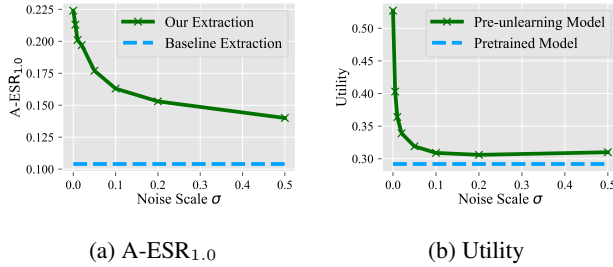 0.225
0.200
0.175
0.150
0.125
0.100
A-ESR1.0
Our Extraction
Baseline Extraction
0.0 0.1 0.2 0.3 0.4 0.5
Noise Scale σ
0.50
0.45
0.40
0.35
0.30
Utility
Pre-unlearning Model
Pretrained Model
0.0 0.1 0.2 0.3 0.4 0.5
Noise Scale σ
(a) A-ESR1.0
(b) Utility